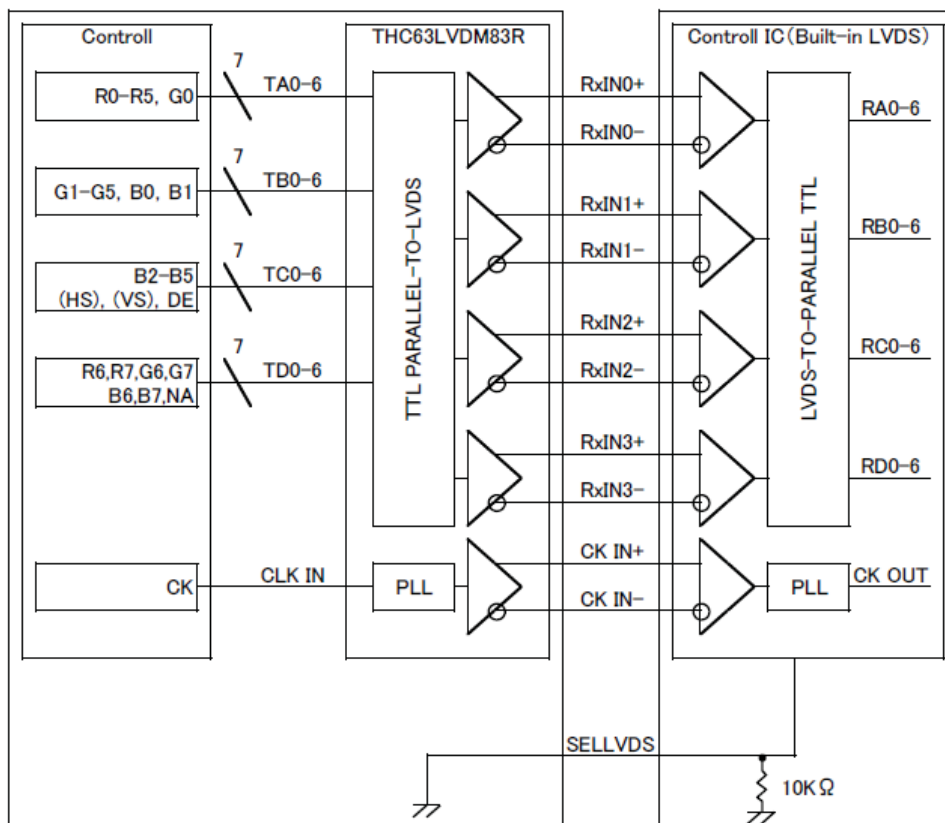 Controll
THC63LVDM83R
Controll IC(Built-in LVDS)
R0-R5, G0
7
TA0-6
RxIN0+
RxIN0-
RA0-6
G1-G5, B0, B1
7
TB0-6
RxIN1+
RxIN1-
RB0-6
B2-B5
(HS), (VS), DE
7
TC0-6
RxIN2+
RxIN2-
RC0-6
R6,R7,G6,G7
B6,B7,NA
7
TD0-6
RxIN3+
RxIN3-
RD0-6
TTL PARALLEL-TO-LVDS
LVDS-TO-PARALLEL TTL
CK
CLK IN
PLL
CK IN+
CK IN-
PLL
CK OUT
SELLVDS
10KΩ